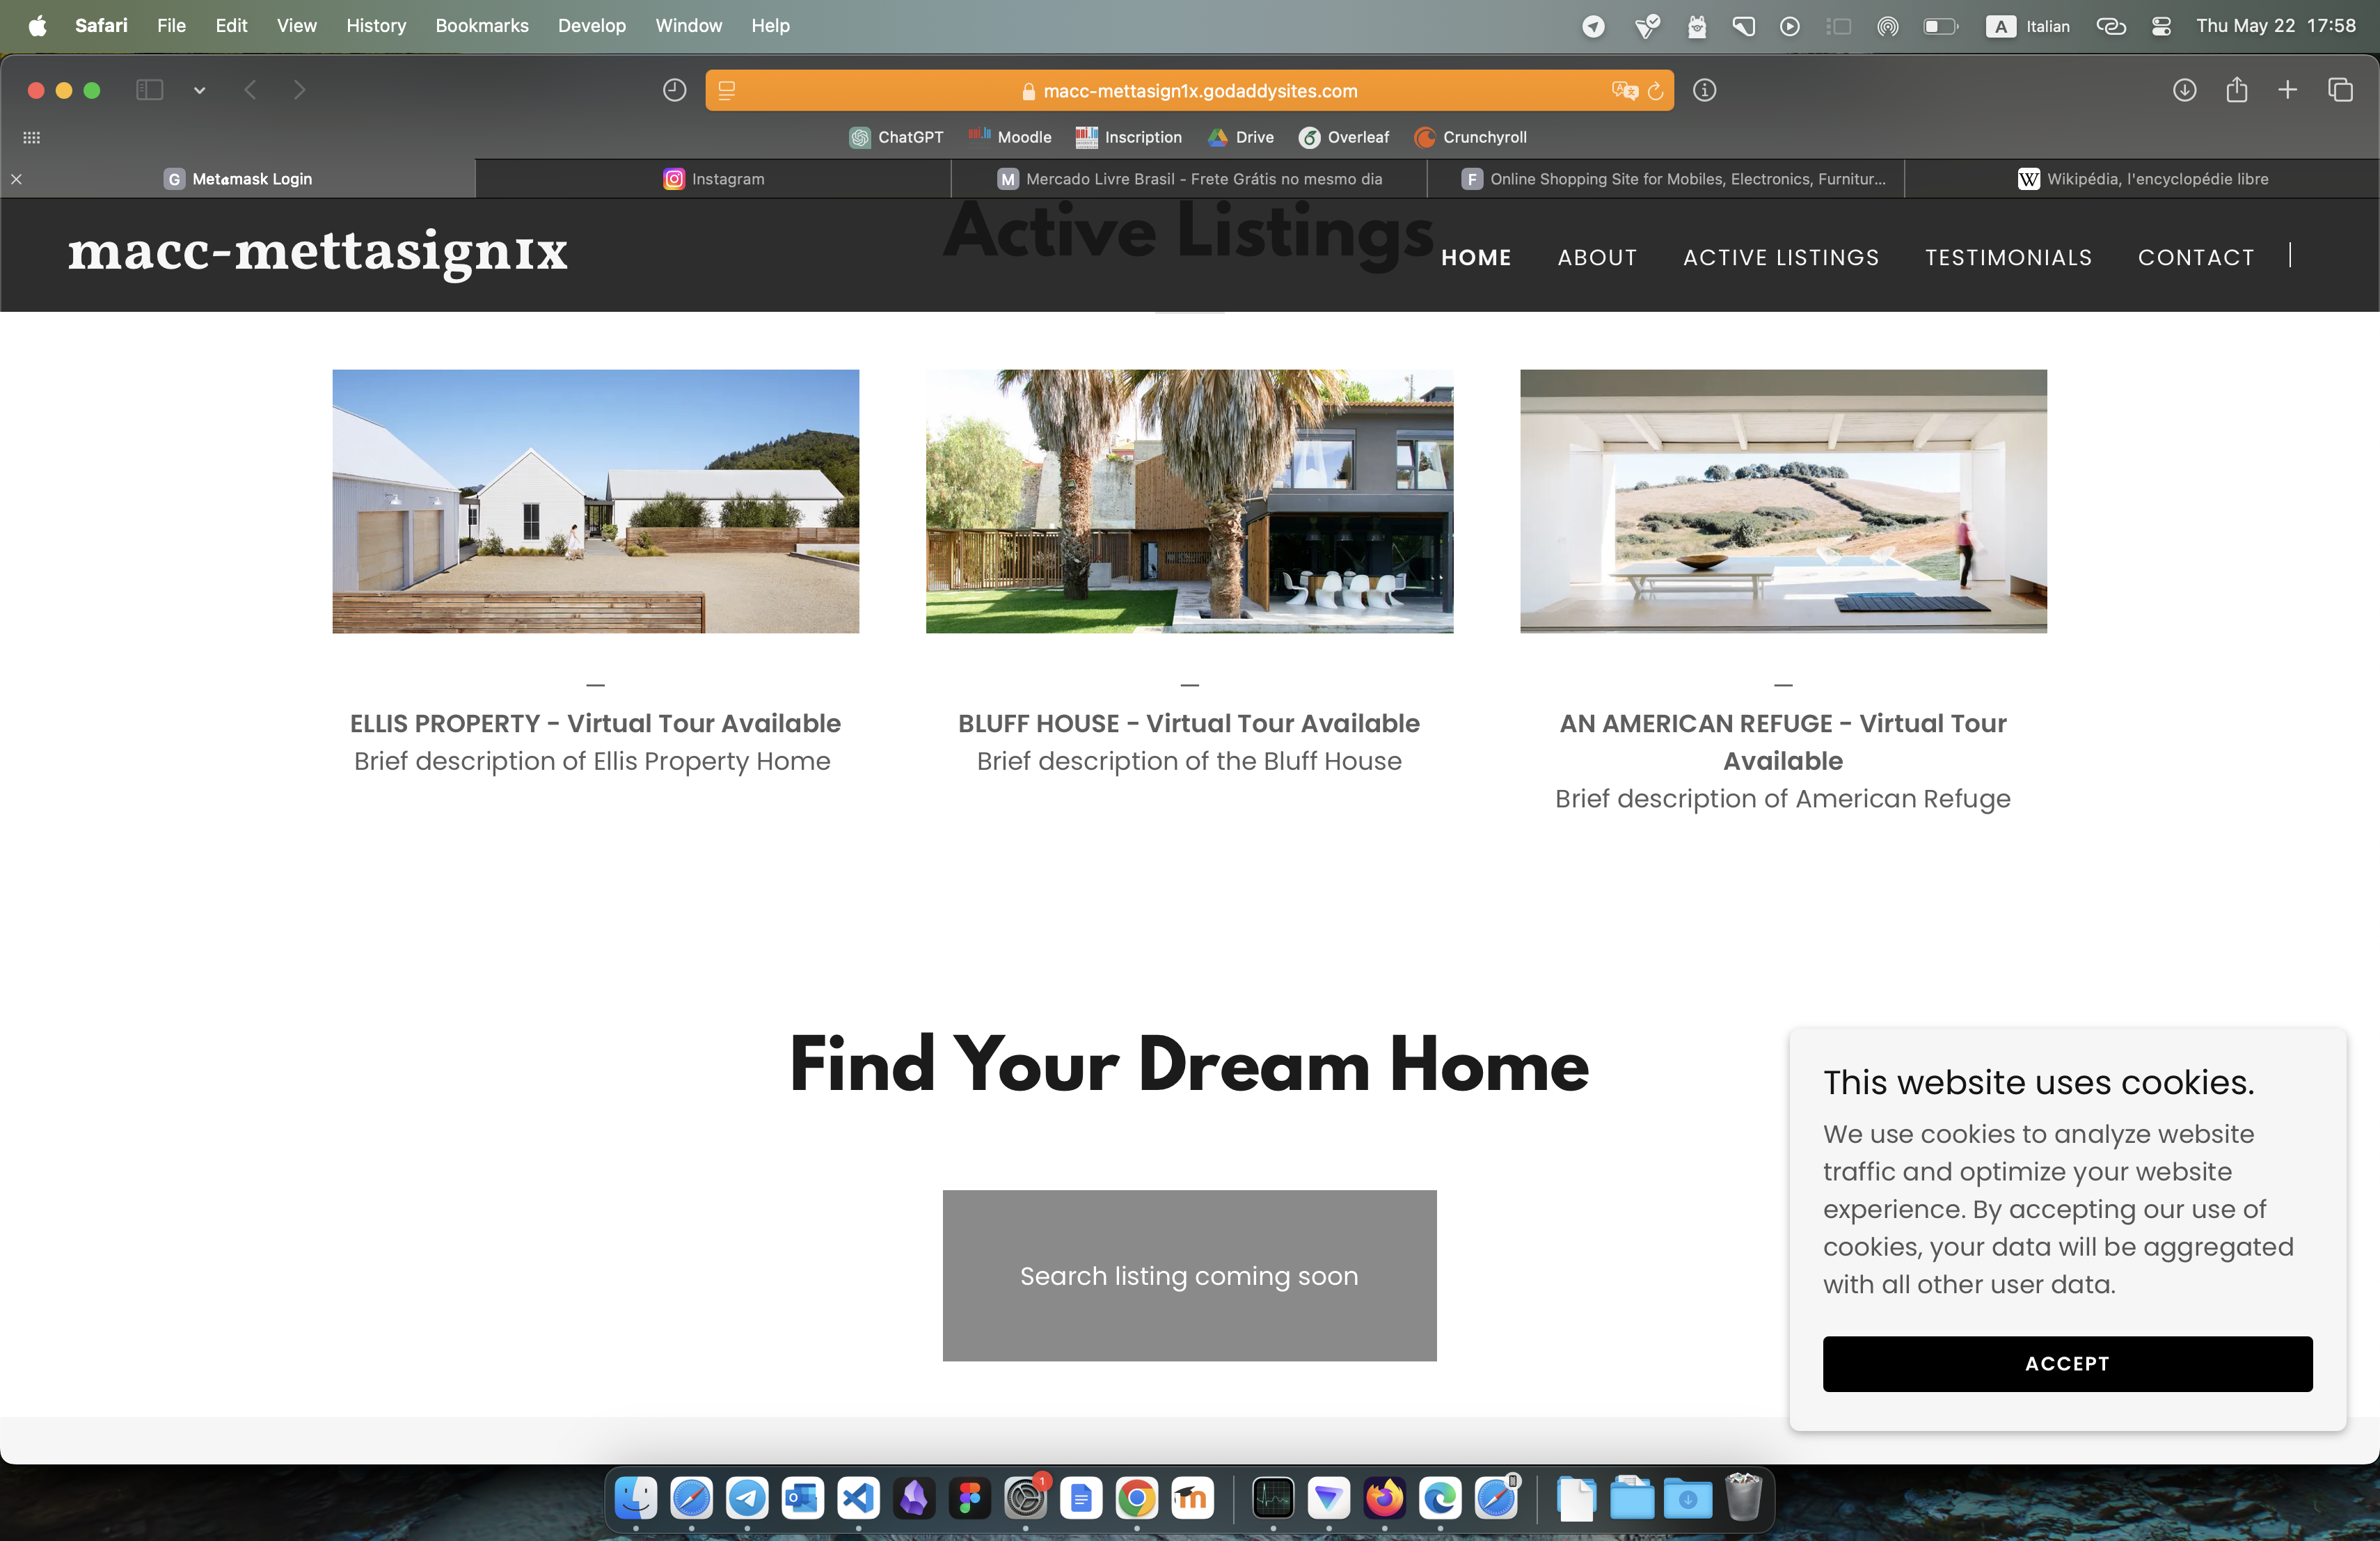 Safari File Edit View History Bookmarks Develop Window Help
A Italian Thu May 22 17:58
macc-mettasign1x.godaddysites.com
ChatGPT Moodle Inscription Drive Overleaf Crunchyroll
G Metαmask Login
Instagram
M Mercado Livre Brasil - Frete Grátis no mesmo dia
F Online Shopping Site for Mobiles, Electronics, Furnitur...
W Wikipédia, l'encyclopédie libre
macc-mettasign1x
Active Listings
HOME ABOUT ACTIVE LISTINGS TESTIMONIALS CONTACT
ELLIS PROPERTY - Virtual Tour Available
Brief description of Ellis Property Home
BLUFF HOUSE - Virtual Tour Available
Brief description of the Bluff House
AN AMERICAN REFUGE - Virtual Tour
Available
Brief description of American Refuge
Find Your Dream Home
Search listing coming soon
This website uses cookies.
We use cookies to analyze website
traffic and optimize your website
experience. By accepting our use of
cookies, your data will be aggregated
with all other user data.
ACCEPT
1